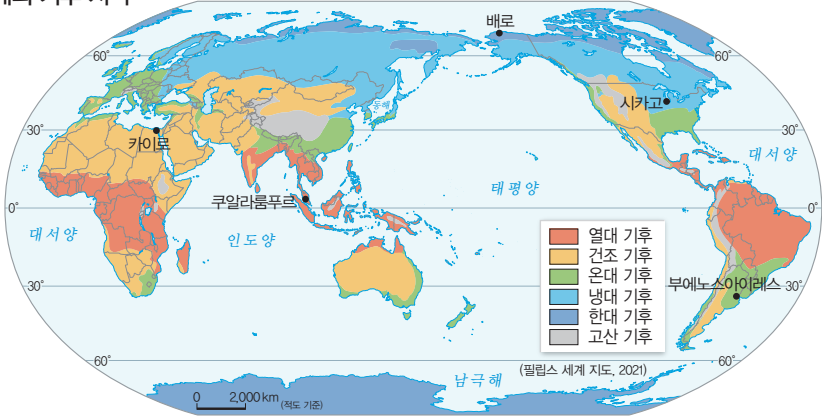 배로
60°
60°
동해
시카고
30°
30°
카이로
대서양
태평양
쿠알라룸푸르
0°
0°
대서양
인도양
열대 기후
건조 기후
온대 기후
냉대 기후
한대 기후
고산 기후
부에노스아이레스
30°
30°
60°
60°
(필립스 세계 지도, 2021)
남극해
0 2,000km (적도 기준)